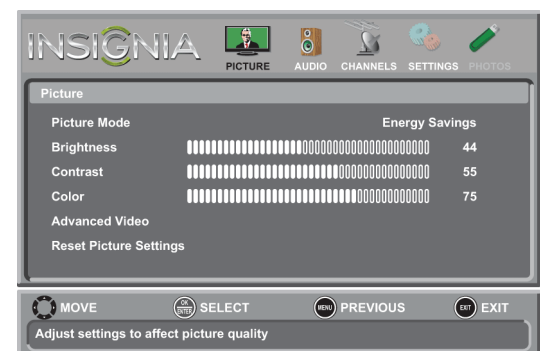 INSIGNIA
PICTURE AUDIO CHANNELS SETTINGS PHOTOS
Picture
Picture Mode Energy Savings
Brightness 44
Contrast 55
Color 75
Advanced Video
Reset Picture Settings
MOVE OK ENTER SELECT MENU PREVIOUS EXIT EXIT
Adjust settings to affect picture quality